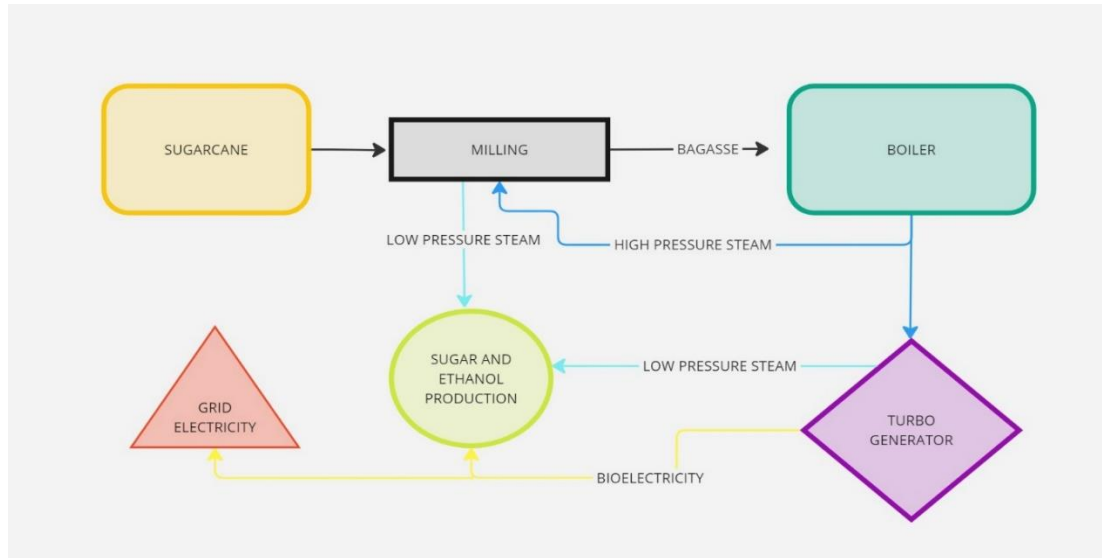 SUGARCANE
MILLING
BAGASSE
BOILER
LOW PRESSURE STEAM
HIGH PRESSURE STEAM
SUGAR AND
ETHANOL
PRODUCTION
LOW PRESSURE STEAM
GRID
ELECTRICITY
TURBO
GENERATOR
BIOELECTRICITY